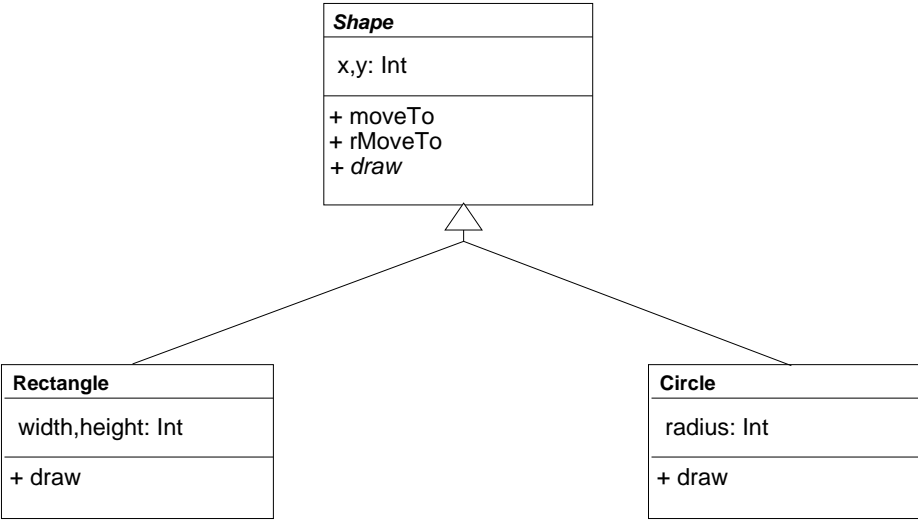 Shape
x,y: Int
+ moveTo
+ rMoveTo
+ draw
Rectangle
width,height: Int
+ draw
Circle
radius: Int
+ draw